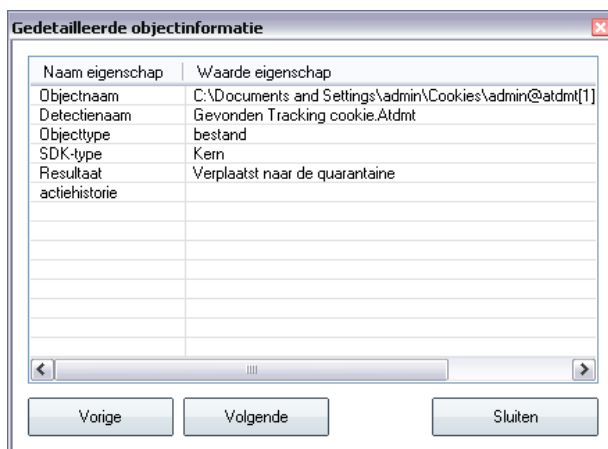 Gedetailleerde objectinformatie
Naam eigenschap Waarde eigenschap
Objectnaam C:\Documents and Settings\admin\Cookies\admin@atdmt[1]
Detectienaam Gevonden Tracking cookie.Atdmt
Objecttype bestand
SDK-type Kern
Resultaat Verplaatst naar de quarantaine
actiehistorie
Vorige Volgende Sluiten